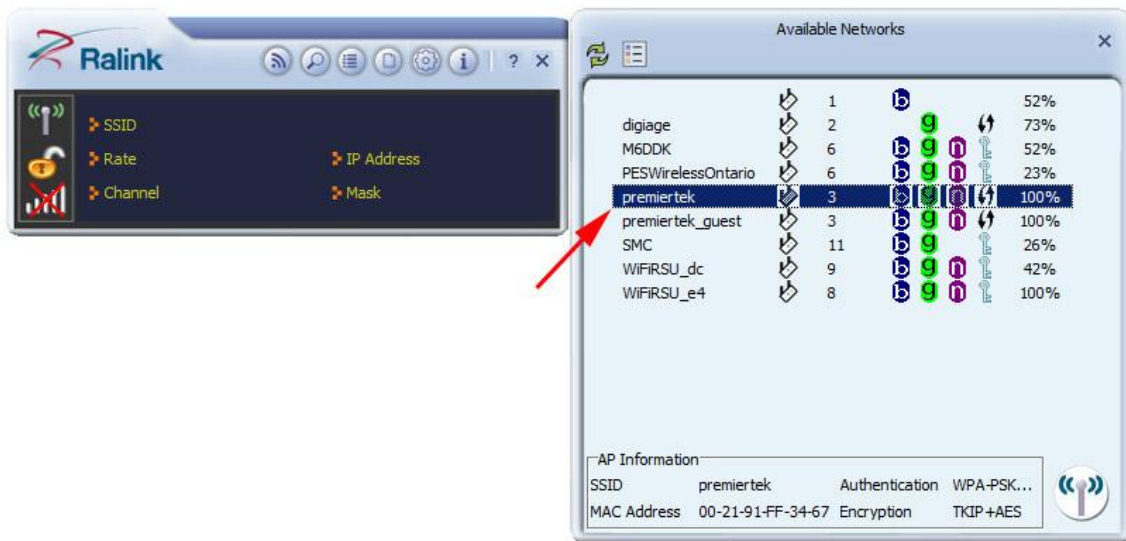 Ralink
? ×
SSID
Rate
IP Address
Channel
Mask
Available Networks
×
1 b 52%
digiage 2 g 73%
M6DDK 6 b g n 52%
PESWirelessOntario 6 b g n 23%
premiertek 3 b g n 100%
premiertek_guest 3 b g n 100%
SMC 11 b g 26%
WiFiRSU_dc 9 b g n 42%
WiFiRSU_e4 8 b g n 100%
AP Information
SSID premiertek Authentication WPA-PSK...
MAC Address 00-21-91-FF-34-67 Encryption TKIP+AES